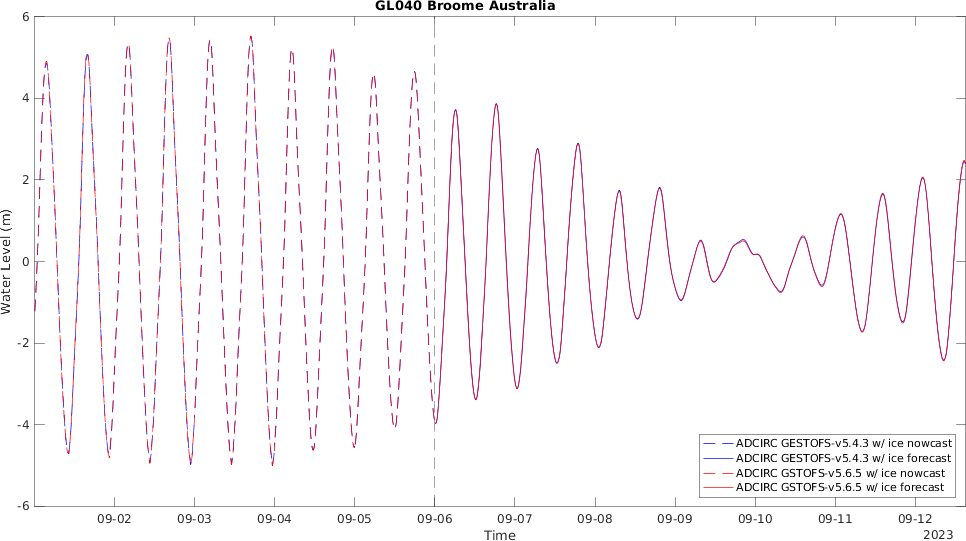 GL040 Broome Australia
6
4
2
0
-2
-4
-6
Water Level (m)
09-02 09-03 09-04 09-05 09-06 09-07 09-08 09-09 09-10 09-11 09-12
Time
2023
ADCIRC GESTOFS-v5.4.3 w/ ice nowcast
ADCIRC GESTOFS-v5.4.3 w/ ice forecast
ADCIRC GSTOFS-v5.6.5 w/ ice nowcast
ADCIRC GSTOFS-v5.6.5 w/ ice forecast